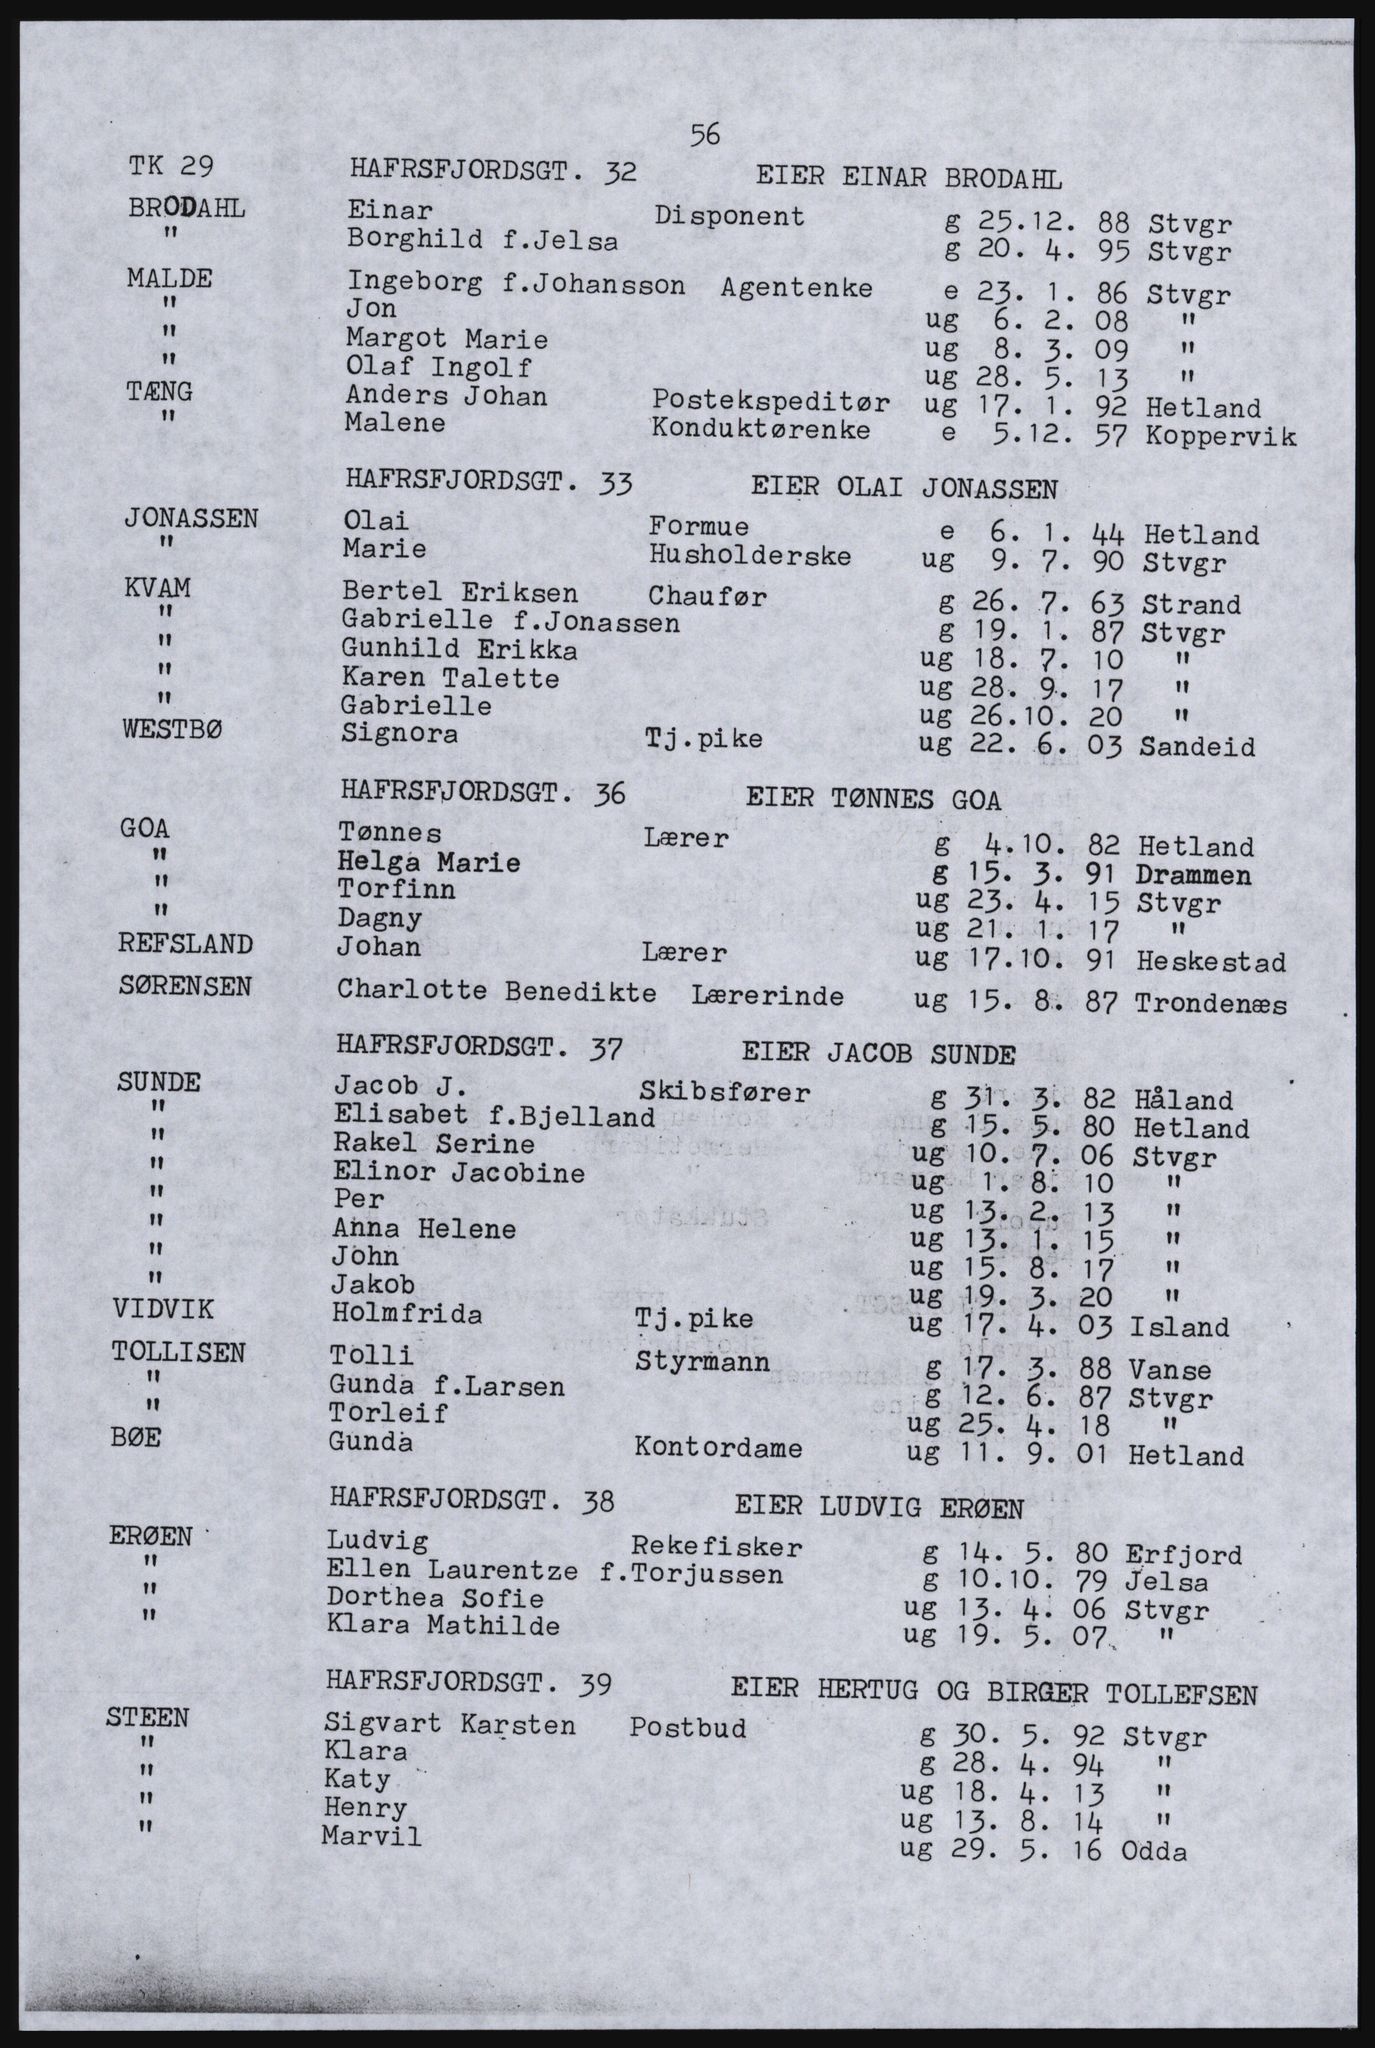 56
TK 29 HAFRSFJORDSGT. 32 EIER EINAR BRODAHL
BRODAHL Einar Disponent g 25.12. 88 Stvgr
" Borghild f.Jelsa g 20. 4. 95 Stvgr
MALDE Ingeborg f.Johansson Agentenke e 23. 1. 86 Stvgr
" Jon ug 6. 2. 08 "
" Margot Marie ug 8. 3. 09 "
" Olaf Ingolf ug 28. 5. 13 "
TÆNG Anders Johan Postekspeditør ug 17. 1. 92 Hetland
" Malene Konduktørenke e 5.12. 57 Koppervik
HAFRSFJORDSGT. 33 EIER OLAI JONASSEN
JONASSEN Olai Formue e 6. 1. 44 Hetland
" Marie Husholderske ug 9. 7. 90 Stvgr
KVAM Bertel Eriksen Chaufør g 26. 7. 63 Strand
" Gabrielle f.Jonassen g 19. 1. 87 Stvgr
" Gunhild Erikka ug 18. 7. 10 "
" Karen Talette ug 28. 9. 17 "
" Gabrielle ug 26.10. 20 "
WESTBØ Signora Tj.pike ug 22. 6. 03 Sandeid
HAFRSFJORDSGT. 36 EIER TØNNES GOA
GOA Tønnes Lærer g 4.10. 82 Hetland
" Helga Marie g 15. 3. 91 Drammen
" Torfinn ug 23. 4. 15 Stvgr
" Dagny ug 21. 1. 17 "
REFSLAND Johan Lærer ug 17.10. 91 Heskestad
SØRENSEN Charlotte Benedikte Lærerinde ug 15. 8. 87 Trondenæs
HAFRSFJORDSGT. 37 EIER JACOB SUNDE
SUNDE Jacob J. Skibsfører g 31. 3. 82 Håland
" Elisabet f.Bjelland g 15. 5. 80 Hetland
" Rakel Serine ug 10. 7. 06 Stvgr
" Elinor Jacobine ug 1. 8. 10 "
" Per ug 13. 2. 13 "
" Anna Helene ug 13. 1. 15 "
" John ug 15. 8. 17 "
" Jakob ug 19. 3. 20 "
VIDVIK Holmfrida Tj.pike ug 17. 4. 03 Island
TOLLISEN Tolli Styrmann g 17. 3. 88 Vanse
" Gunda f.Larsen g 12. 6. 87 Stvgr
" Torleif ug 25. 4. 18 "
BØE Gunda Kontordame ug 11. 9. 01 Hetland
HAFRSFJORDSGT. 38 EIER LUDVIG ERØEN
ERØEN Ludvig Rekefisker g 14. 5. 80 Erfjord
" Ellen Laurentze f.Torjussen g 10.10. 79 Jelsa
" Dorthea Sofie ug 13. 4. 06 Stvgr
" Klara Mathilde ug 19. 5. 07 "
HAFRSFJORDSGT. 39 EIER HERTUG OG BIRGER TOLLEFSEN
STEEN Sigvart Karsten Postbud g 30. 5. 92 Stvgr
" Klara g 28. 4. 94 "
" Katy ug 18. 4. 13 "
" Henry ug 13. 8. 14 "
" Marvil ug 29. 5. 16 Odda